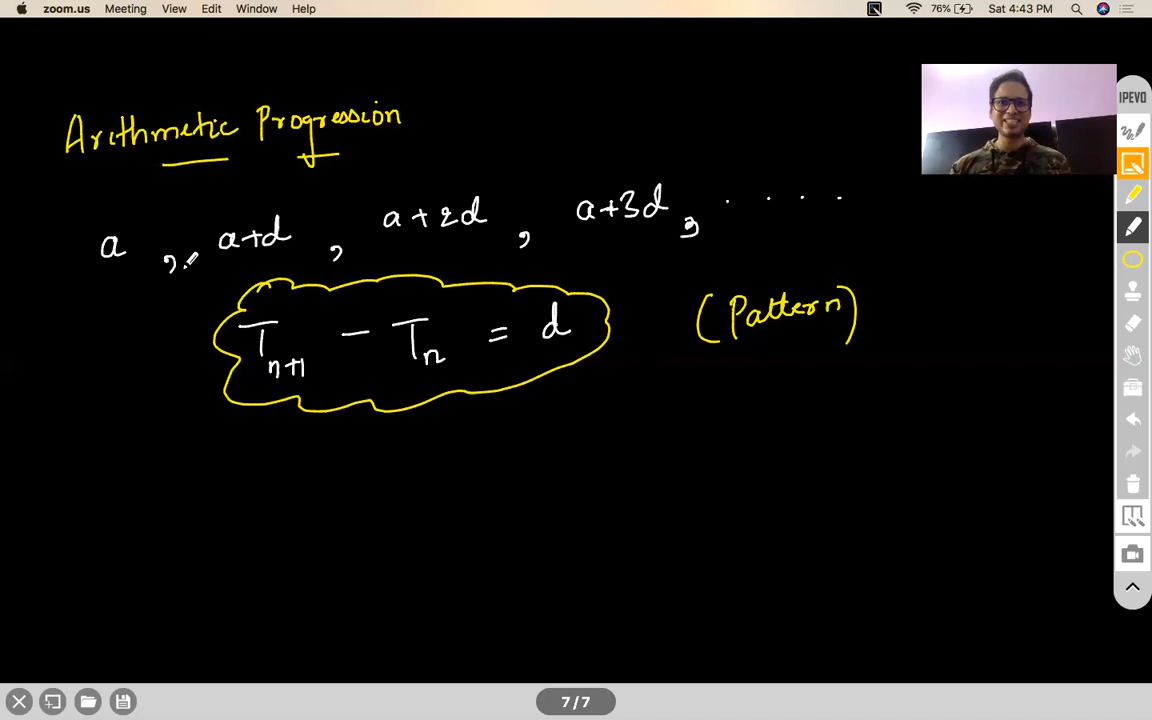 zoom.us Meeting View Edit Window Help 76% Sat 4:43 PM
IPEVO
Arithmetic Progression
a , a+d , a+2d , a+3d , . . . .
T_{n+1} - T_n = d (Pattern)
7/7